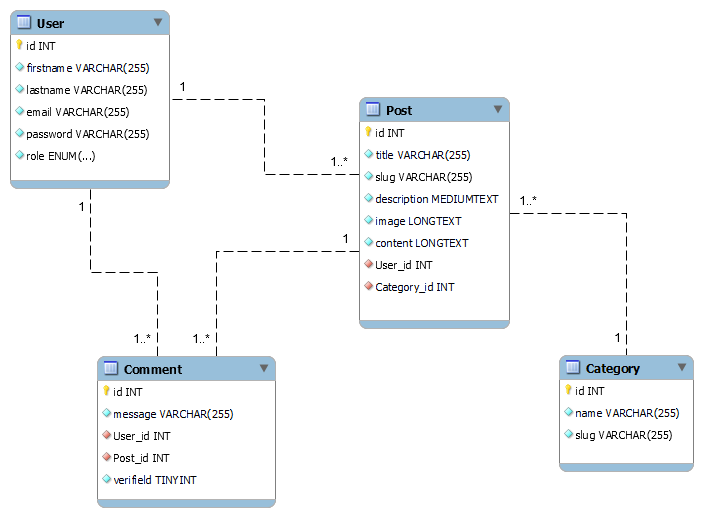 User
id INT
firstname VARCHAR(255)
lastname VARCHAR(255)
email VARCHAR(255)
password VARCHAR(255)
role ENUM(...)
1
1..*
Post
id INT
title VARCHAR(255)
slug VARCHAR(255)
description MEDIUMTEXT
image LONGTEXT
content LONGTEXT
User_id INT
Category_id INT
1
1..*
1
1..*
1..*
1
Comment
id INT
message VARCHAR(255)
User_id INT
Post_id INT
verifield TINYINT
Category
id INT
name VARCHAR(255)
slug VARCHAR(255)